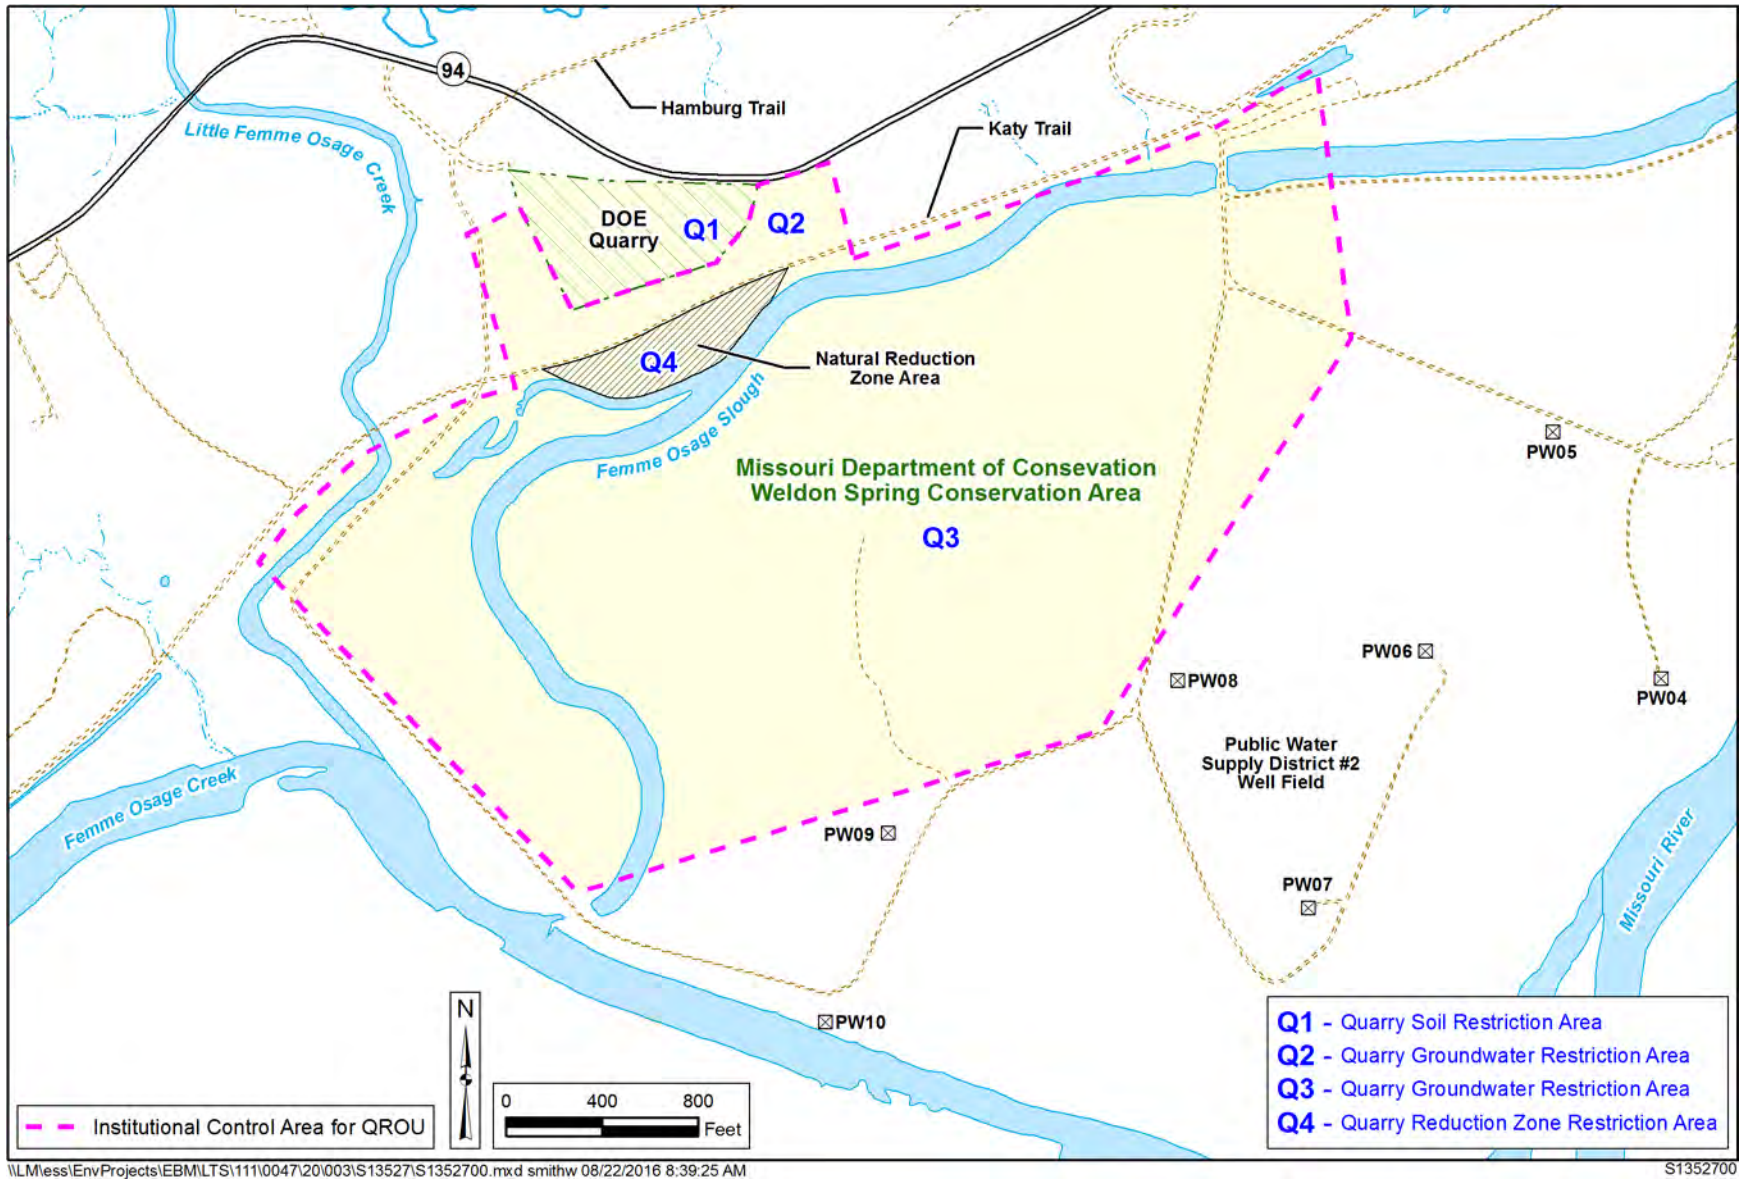 94
Hamburg Trail
Katy Trail
Little Femme Osage Creek
DOE
Quarry
Q1
Q2
Q4
Natural Reduction
Zone Area
Femme Osage Slough
PW05
Missouri Department of Consevation
Weldon Spring Conservation Area
Q3
PW06
PW08
PW04
Public Water
Supply District #2
Well Field
Femme Osage Creek
PW09
Missouri River
PW07
PW10
N
0 400 800
Feet
Institutional Control Area for QROU
Q1 - Quarry Soil Restriction Area
Q2 - Quarry Groundwater Restriction Area
Q3 - Quarry Groundwater Restriction Area
Q4 - Quarry Reduction Zone Restriction Area
\\LM\ess\EnvProjects\EBM\LTS\111\0047\20\003\S13527\S1352700.mxd smithw 08/22/2016 8:39:25 AM
S1352700